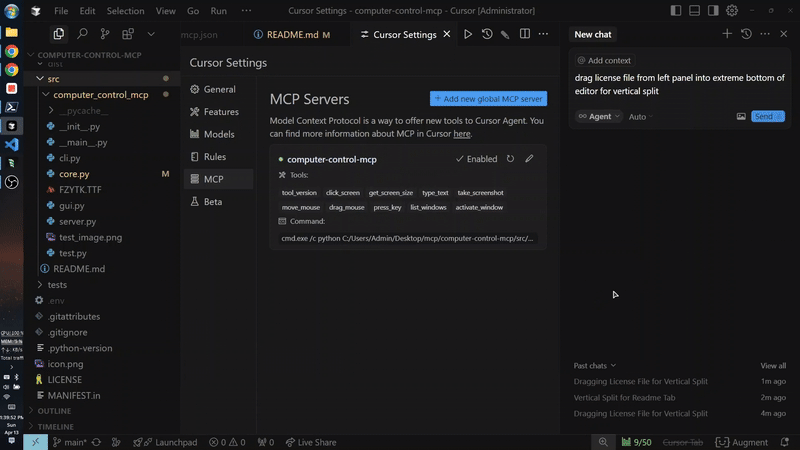 File Edit Selection View Go Run ···
Cursor Settings - computer-control-mcp - Cursor [Administrator]
mcp.json
README.md M
Cursor Settings
COMPUTER-CONTROL-MCP
dist
src
computer_control_mcp
__pycache__
__init__.py
__main__.py
cli.py
core.py M
FZYTK.TTF
gui.py
server.py
test_image.png
test.py
README.md
tests
.env
.gitattributes
.gitignore
.python-version
icon.png
LICENSE
MANIFEST.in
OUTLINE
TIMELINE
Cursor Settings
General
Features
Models
Rules
MCP
Beta
MCP Servers
+ Add new global MCP server
Model Context Protocol is a way to offer new tools to Cursor Agent. You
can find more information about MCP in Cursor here.
computer-control-mcp
Enabled
Tools:
tool_version click_screen get_screen_size type_text take_screenshot
move_mouse drag_mouse press_key list_windows activate_window
Command:
cmd.exe /c python C:/Users/Admin/Desktop/mcp/computer-control-mcp/src/...
New chat
@ Add context
drag license file from left panel into extreme bottom of
editor for vertical split
∞ Agent Auto
Send
Past chats
View all
Dragging License File for Vertical Split 1m ago
Vertical Split for Readme Tab 2m ago
Dragging License File for Vertical Split 4m ago
Total traff
1:39:52
PM
Sun
Apr13
main*
Launchpad
0 0
0
Live Share
9/50
Cursor Tab
Augment